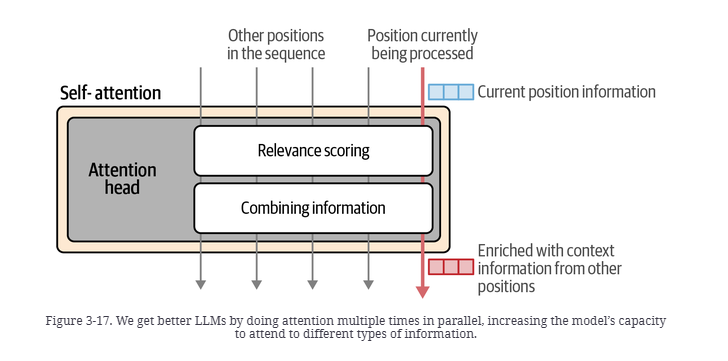 Other positions
in the sequence
Position currently
being processed
Self- attention
Current position information
Attention
head
Relevance scoring
Combining information
Enriched with context
information from other
positions
Figure 3-17. We get better LLMs by doing attention multiple times in parallel, increasing the model’s capacity
to attend to different types of information.